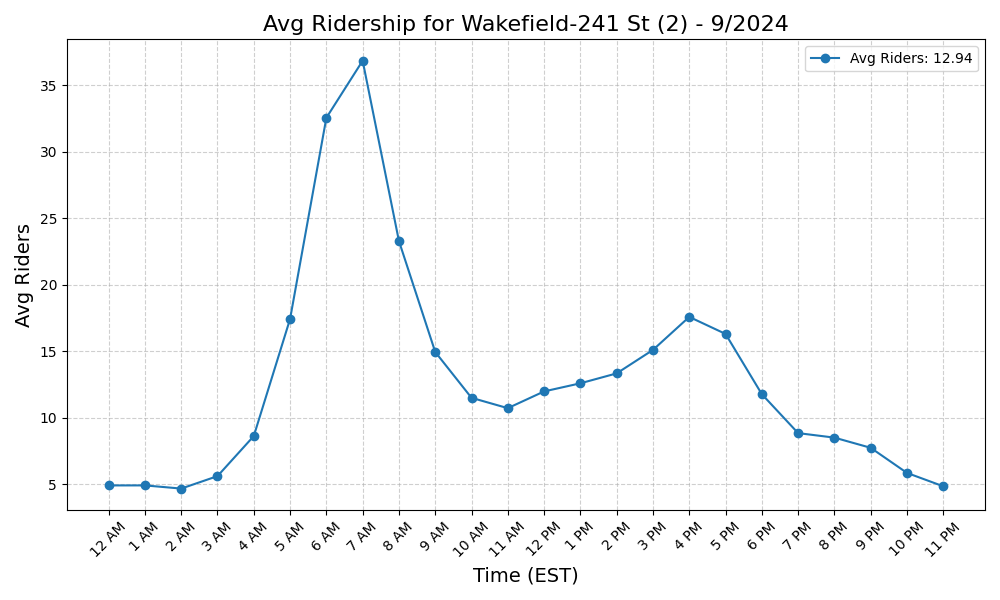 Avg Ridership for Wakefield-241 St (2) - 9/2024
Avg Riders: 12.94
Avg Riders
35
30
25
20
15
10
5
12 AM
1 AM
2 AM
3 AM
4 AM
5 AM
6 AM
7 AM
8 AM
9 AM
10 AM
11 AM
12 PM
1 PM
2 PM
3 PM
4 PM
5 PM
6 PM
7 PM
8 PM
9 PM
10 PM
11 PM
Time (EST)